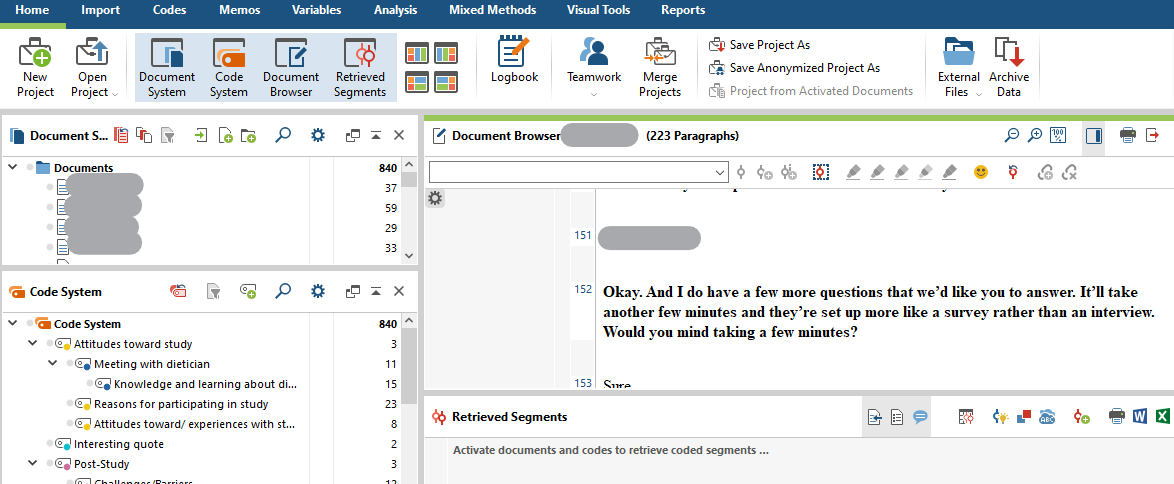 Home Import Codes Memos Variables Analysis Mixed Methods Visual Tools Reports
New Project
Open Project
Document System
Code System
Document Browser
Retrieved Segments
Logbook
Teamwork
Merge Projects
Save Project As
Save Anonymized Project As
Project from Activated Documents
External Files
Archive Data
Document S...
Documents 840
37
59
29
33
Code System
Code System 840
Attitudes toward study 3
Meeting with dietician 11
Knowledge and learning about di... 15
Reasons for participating in study 23
Attitudes toward/ experiences with st... 8
Interesting quote 2
Post-Study 3
Challenges/Barriers 12
Document Browser (223 Paragraphs)
100 %
151
152 Okay. And I do have a few more questions that we’d like you to answer. It’ll take
another few minutes and they’re set up more like a survey rather than an interview.
Would you mind taking a few minutes?
153 Sure
Retrieved Segments
ABC
W
X
Activate documents and codes to retrieve coded segments ...